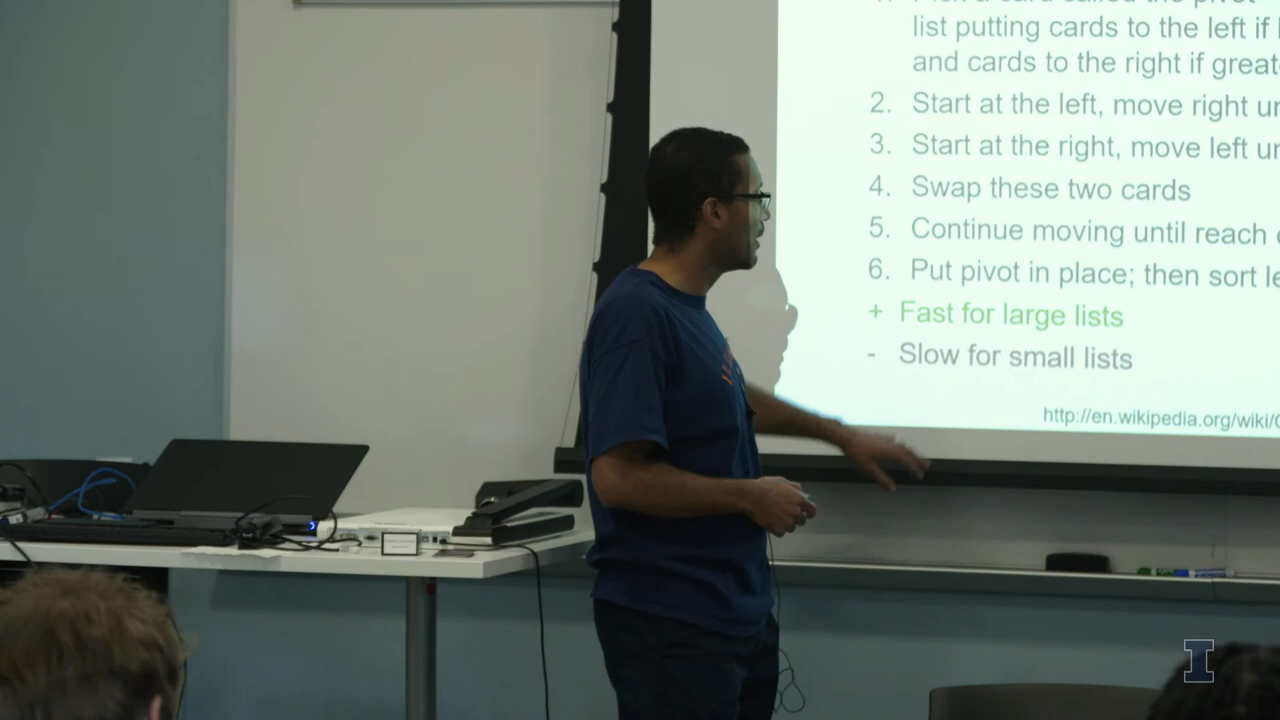 list putting cards to the left if
and cards to the right if
2. Start at the left, move right
3. Start at the right, move left
4. Swap these two cards
5. Continue moving until reach
6. Put pivot in place; then sort
+ Fast for large lists
- Slow for small lists
http://en.wikipedia.org/wiki/
I